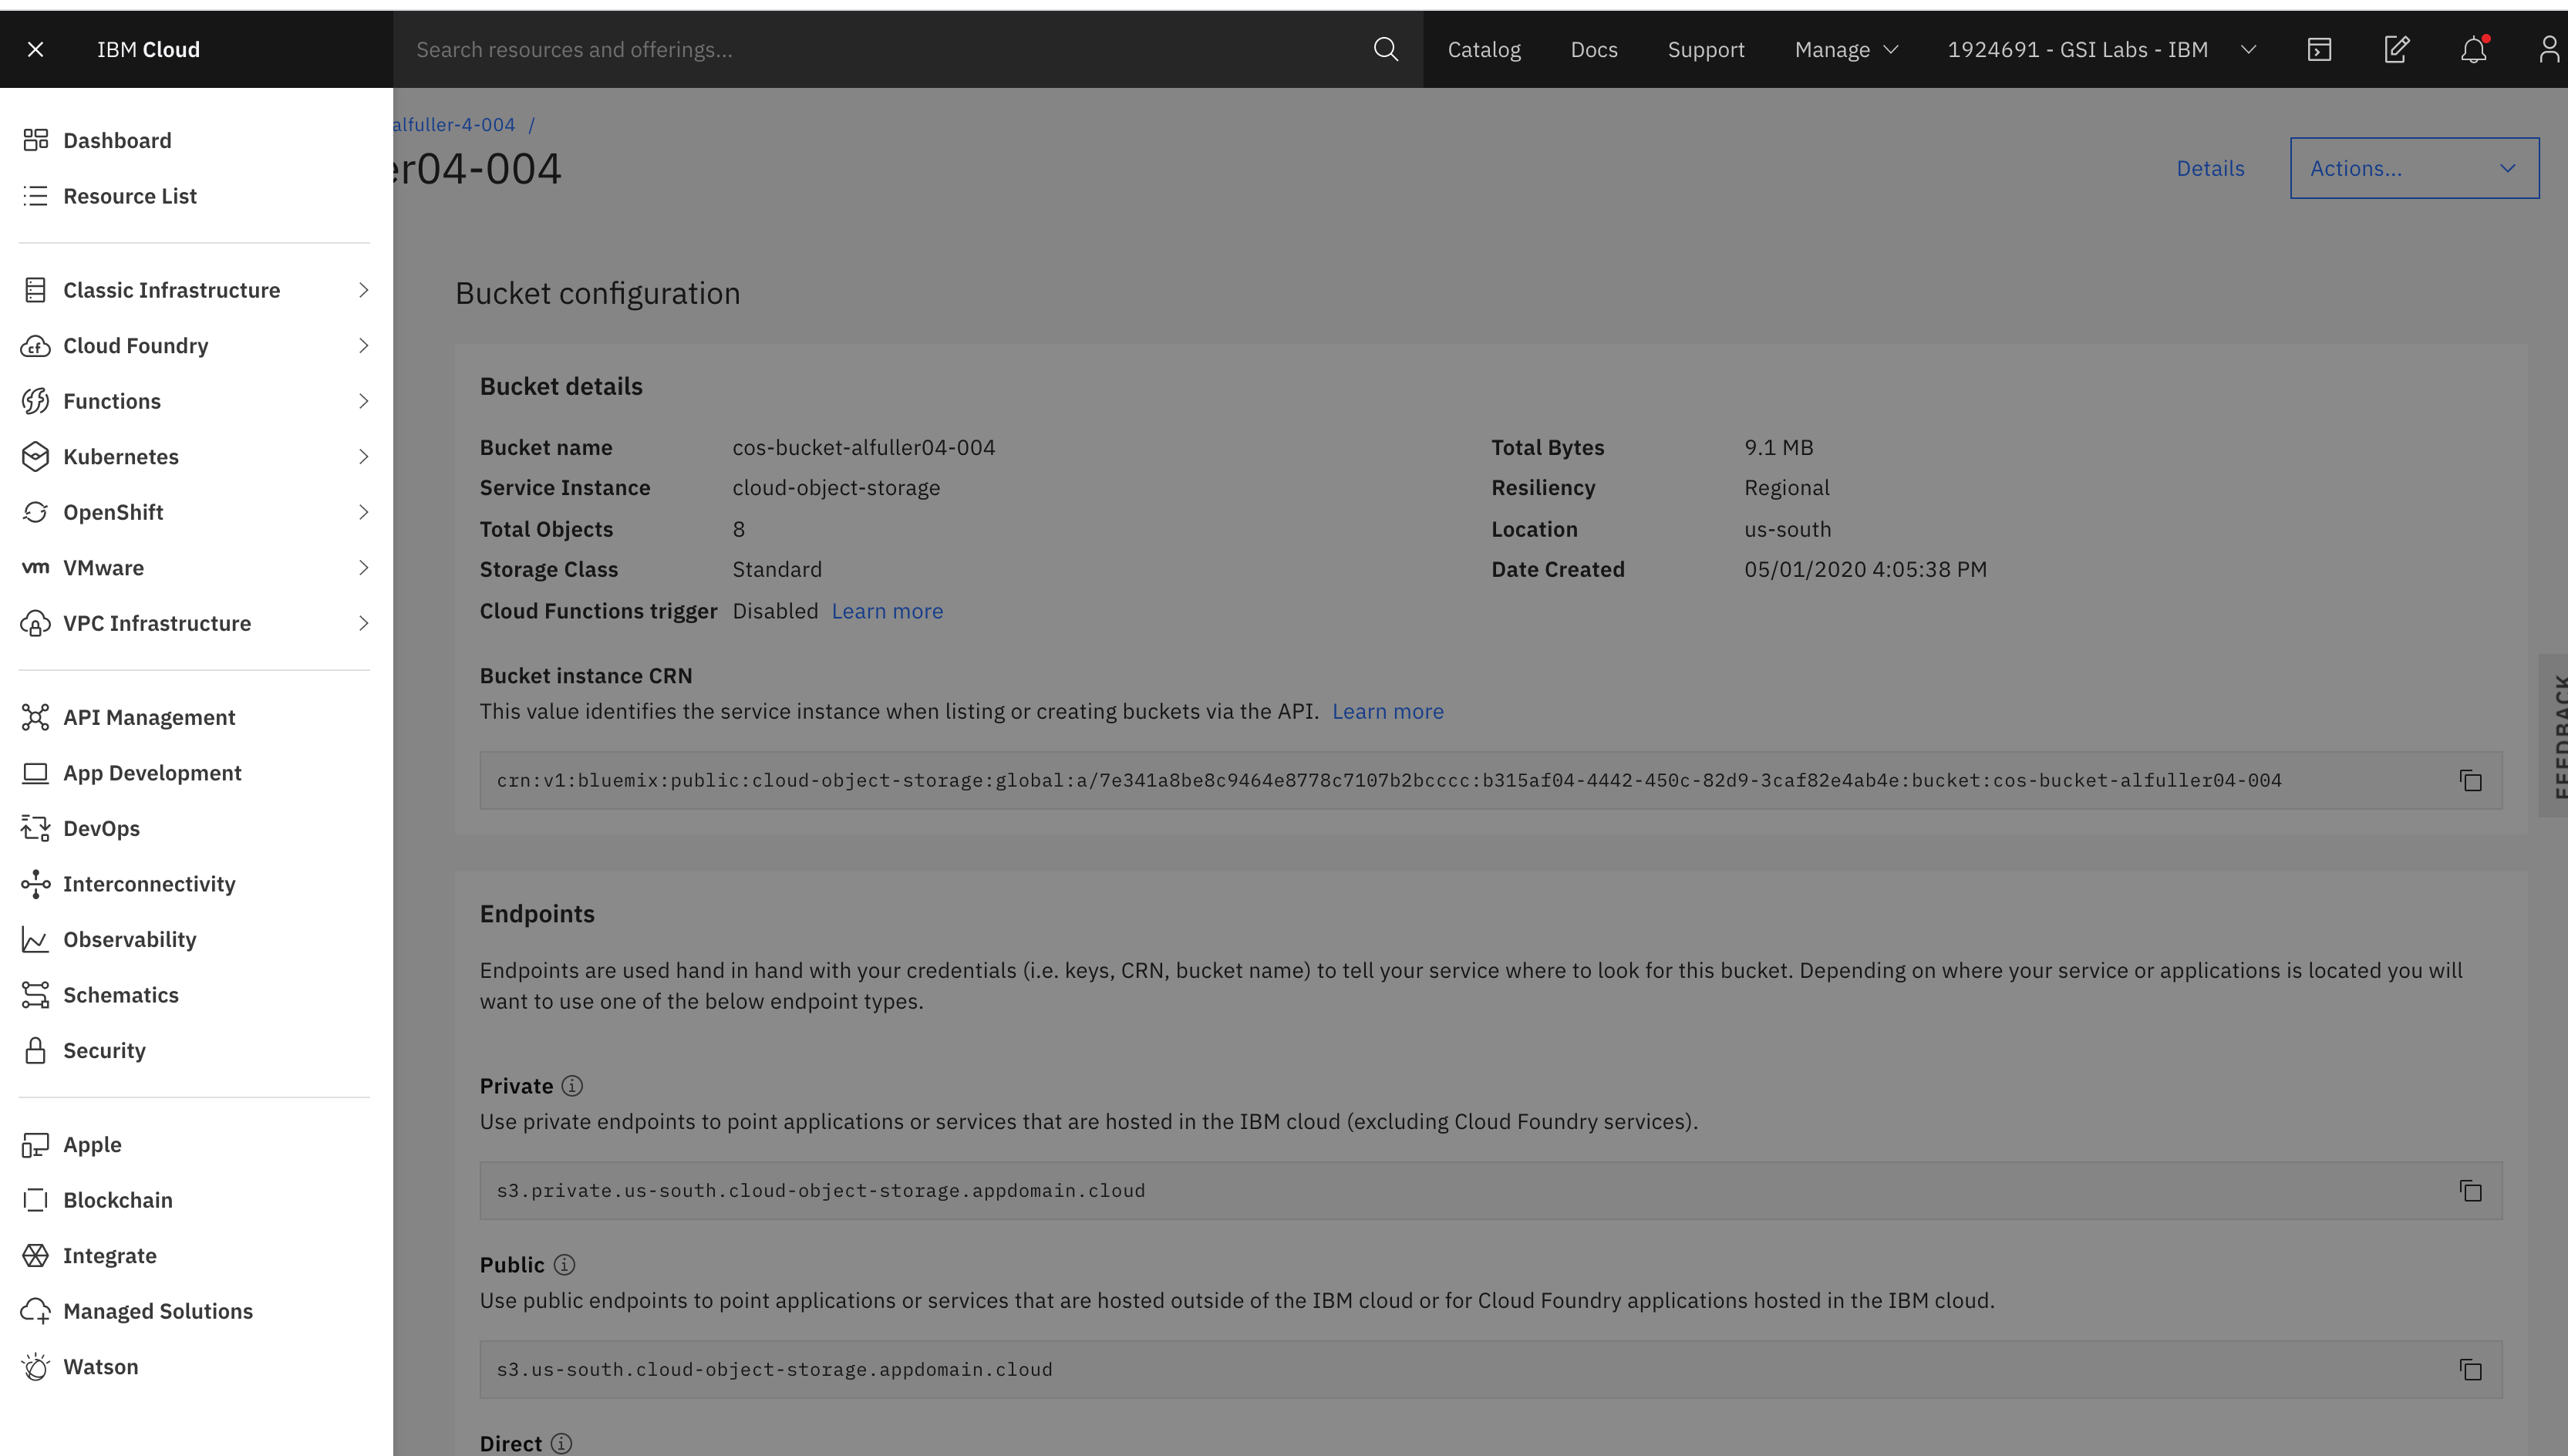 IBM Cloud
Search resources and offerings...
Catalog
Docs
Support
Manage
1924691 - GSI Labs - IBM
Dashboard
Resource List
Classic Infrastructure
Cloud Foundry
Functions
Kubernetes
OpenShift
vm VMware
VPC Infrastructure
API Management
App Development
DevOps
Interconnectivity
Observability
Schematics
Security
Apple
Blockchain
Integrate
Managed Solutions
Watson
alfuller-4-004 /
er04-004
Details
Actions...
Bucket configuration
Bucket details
Bucket name cos-bucket-alfuller04-004
Service Instance cloud-object-storage
Total Objects 8
Storage Class Standard
Cloud Functions trigger Disabled Learn more
Total Bytes 9.1 MB
Resiliency Regional
Location us-south
Date Created 05/01/2020 4:05:38 PM
Bucket instance CRN
This value identifies the service instance when listing or creating buckets via the API. Learn more
crn:v1:bluemix:public:cloud-object-storage:global:a/7e341a8be8c9464e8778c7107b2bcccc:b315af04-4442-450c-82d9-3caf82e4ab4e:bucket:cos-bucket-alfuller04-004
Endpoints
Endpoints are used hand in hand with your credentials (i.e. keys, CRN, bucket name) to tell your service where to look for this bucket. Depending on where your service or applications is located you will
want to use one of the below endpoint types.
Private
Use private endpoints to point applications or services that are hosted in the IBM cloud (excluding Cloud Foundry services).
s3.private.us-south.cloud-object-storage.appdomain.cloud
Public
Use public endpoints to point applications or services that are hosted outside of the IBM cloud or for Cloud Foundry applications hosted in the IBM cloud.
s3.us-south.cloud-object-storage.appdomain.cloud
Direct
FEEDBACK